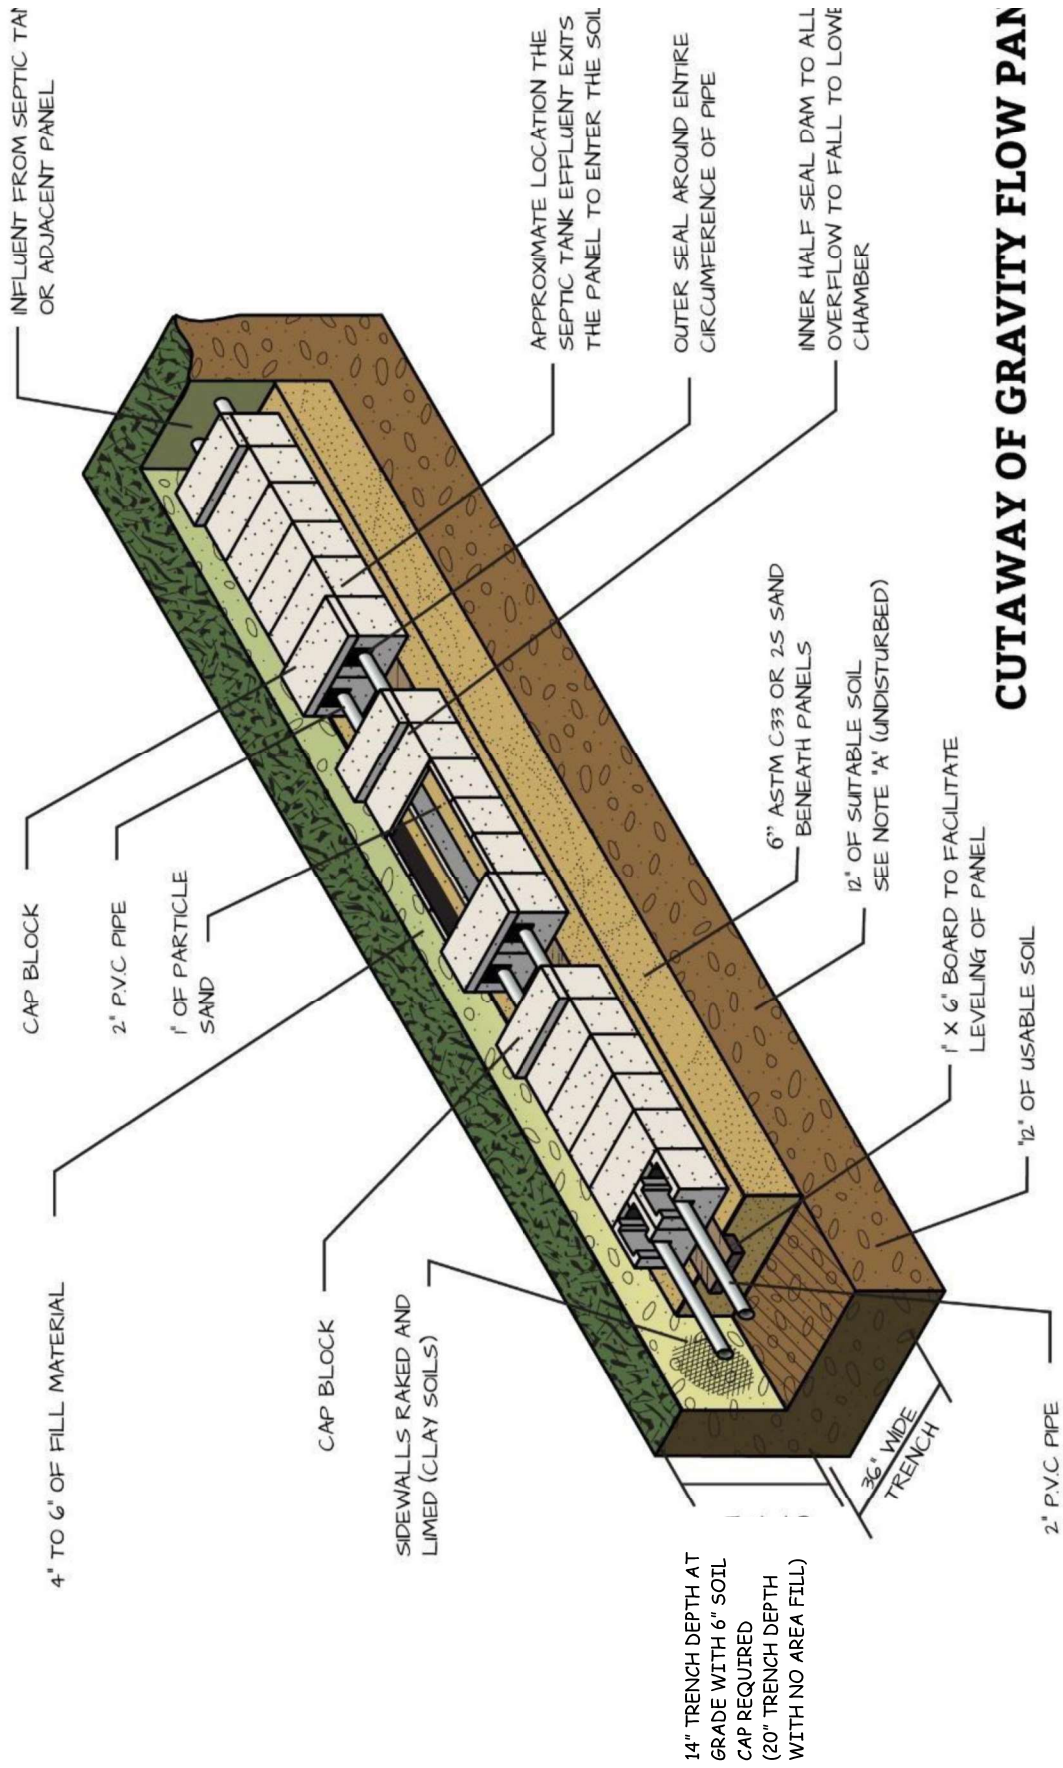 INFLUENT FROM SEPTIC TAN
OR ADJACENT PANEL
CAP BLOCK
4" TO 6" OF FILL MATERIAL
2" P.V.C PIPE
1" OF PARTICLE
SAND
CAP BLOCK
SIDEWALLS RAKED AND
LIMED (CLAY SOILS)
APPROXIMATE LOCATION THE
SEPTIC TANK EFFLUENT EXITS
THE PANEL TO ENTER THE SOIL
OUTER SEAL AROUND ENTIRE
CIRCUMFERENCE OF PIPE
INNER HALF SEAL DAM TO ALL
OVERFLOW TO FALL TO LOWE
CHAMBER
14" TRENCH DEPTH AT
GRADE WITH 6" SOIL
CAP REQUIRED
(20" TRENCH DEPTH
WITH NO AREA FILL)
6" ASTM C33 OR 2S SAND
BENEATH PANELS
12" OF SUITABLE SOIL
SEE NOTE "A" (UNDISTURBED)
36" WIDE
TRENCH
1" X 6" BOARD TO FACILITATE
LEVELING OF PANEL
"12" OF USABLE SOIL
2" P.V.C PIPE
CUTAWAY OF GRAVITY FLOW PAN